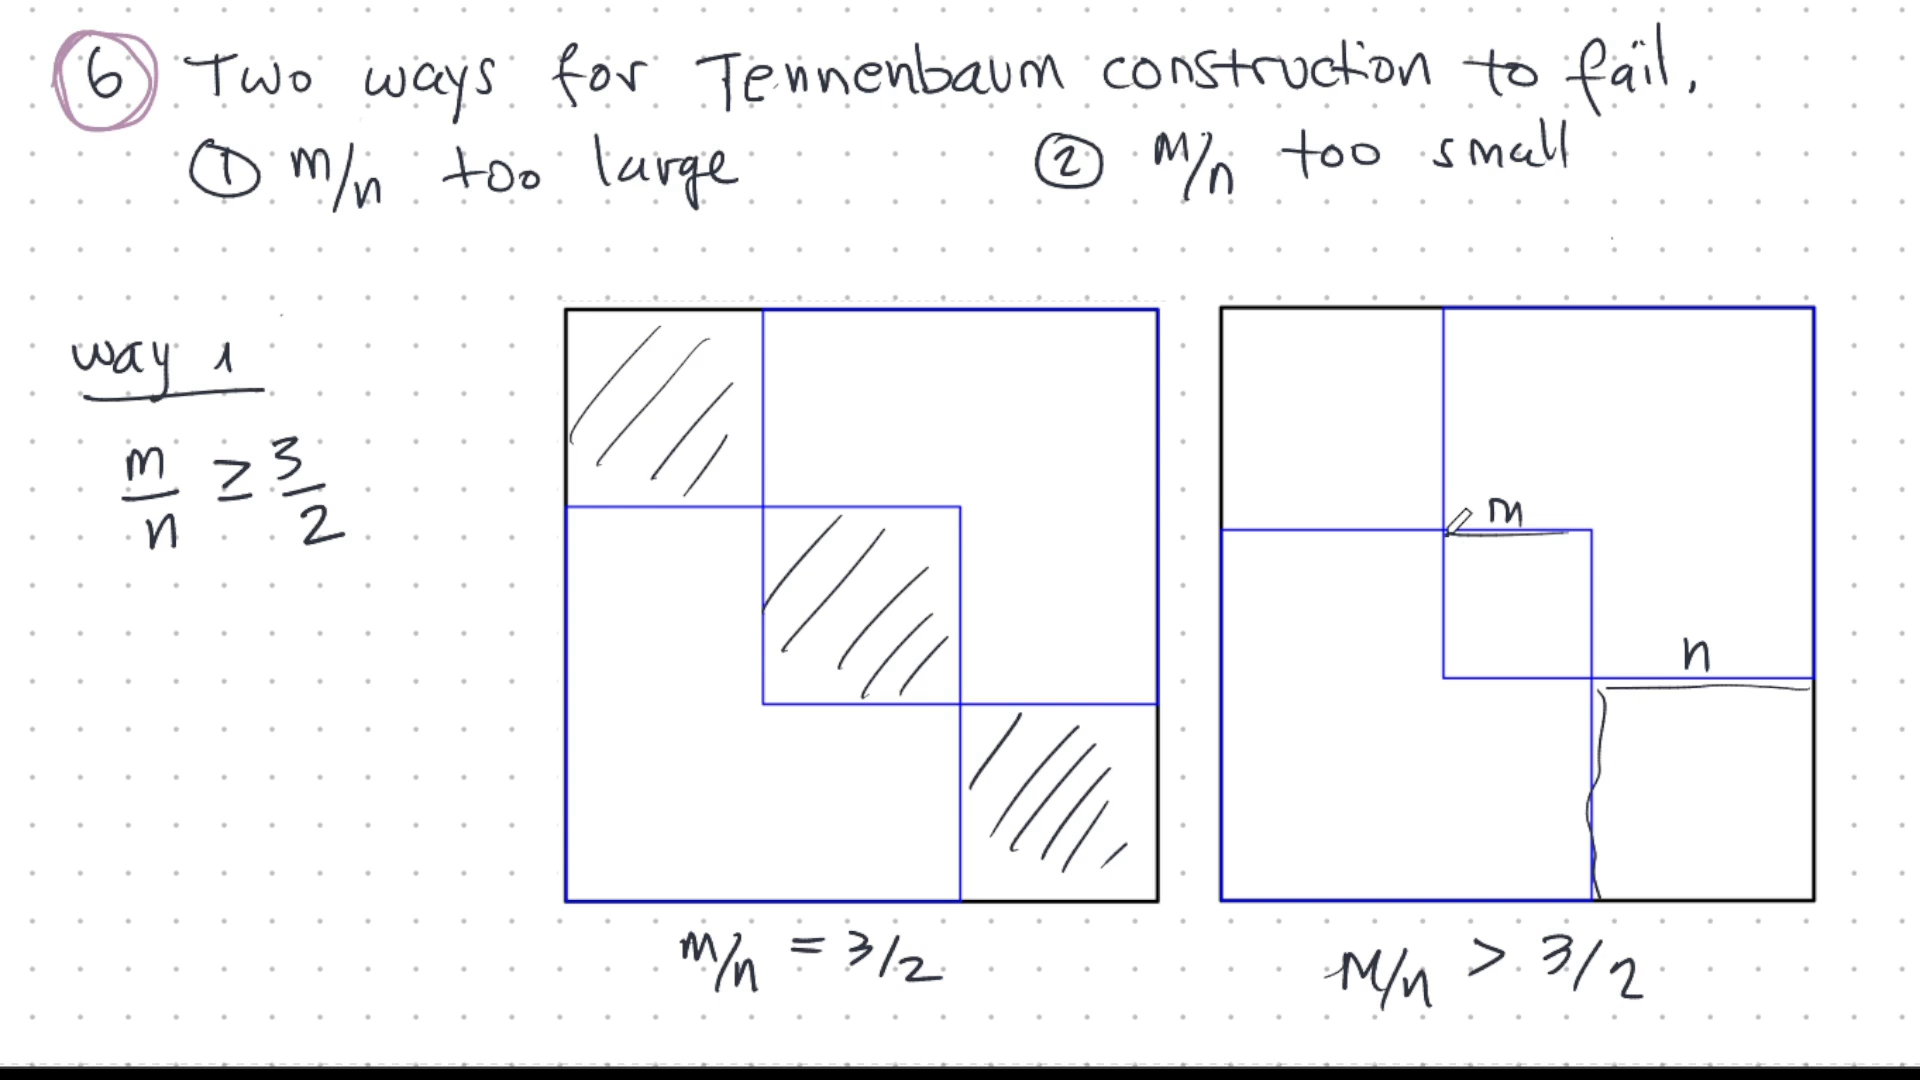 6 Two ways for Tennenbaum construction to fail.
① m/n too large ② m/n too small
way 1
m/n ≥ 3/2
m
n
m/n = 3/2
m/n > 3/2